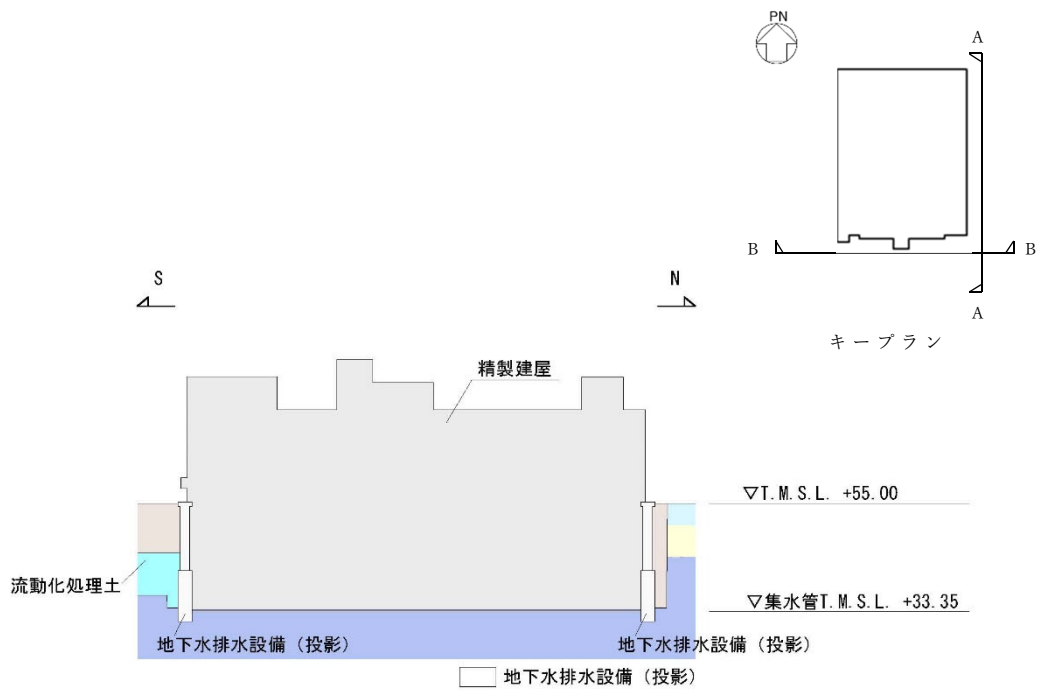 PN
A
B
B
A
キープラン
S
N
精製建屋
▽T.M.S.L. +55.00
流動化処理土
▽集水管T.M.S.L. +33.35
地下水排水設備（投影）
地下水排水設備（投影）
地下水排水設備（投影）